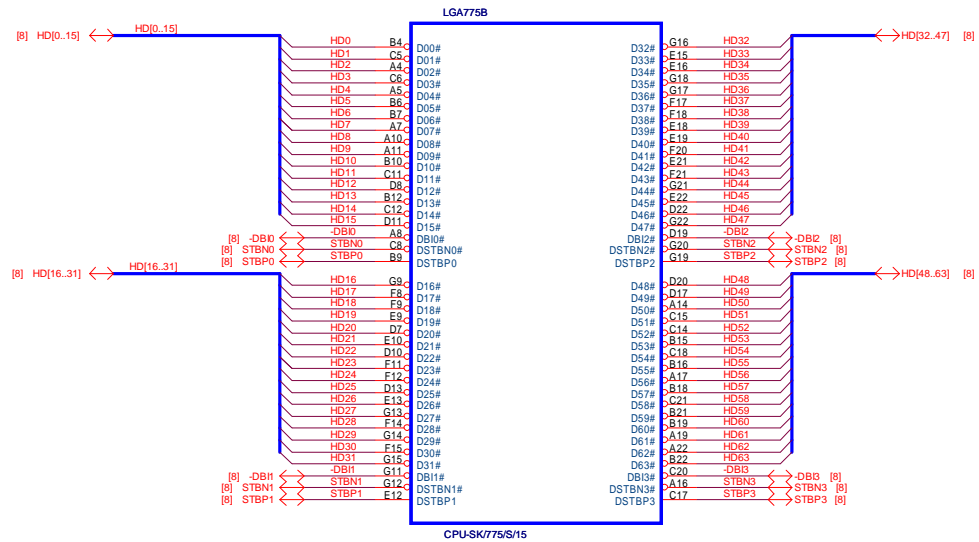 LGA775B
[8] HD[0..15] HD[0..15] HD[32..47] [8]
HD0 B4 D00# D32# G16 HD32
HD1 C5 D01# D33# E15 HD33
HD2 A4 D02# D34# E16 HD34
HD3 C6 D03# D35# G18 HD35
HD4 A5 D04# D36# G17 HD36
HD5 B6 D05# D37# F17 HD37
HD6 B7 D06# D38# F18 HD38
HD7 A7 D07# D39# E18 HD39
HD8 A10 D08# D40# E19 HD40
HD9 A11 D09# D41# F20 HD41
HD10 B10 D10# D42# E21 HD42
HD11 C11 D11# D43# F21 HD43
HD12 D8 D12# D44# G21 HD44
HD13 B12 D13# D45# E22 HD45
HD14 C12 D14# D46# D22 HD46
HD15 D11 D15# D47# G22 HD47
[8] -DBI0 -DBI0 A8 DBI0# DBI2# D19 -DBI2 -DBI2 [8]
[8] STBN0 STBN0 C8 DSTBN0# DSTBN2# G20 STBN2 STBN2 [8]
[8] STBP0 STBP0 B9 DSTBP0 DSTBP2 G19 STBP2 STBP2 [8]
[8] HD[16..31] HD[16..31] HD[48..63] [8]
HD16 G9 D16# D48# D20 HD48
HD17 F8 D17# D49# D17 HD49
HD18 F9 D18# D50# A14 HD50
HD19 E9 D19# D51# C15 HD51
HD20 D7 D20# D52# C14 HD52
HD21 E10 D21# D53# B15 HD53
HD22 D10 D22# D54# C18 HD54
HD23 F11 D23# D55# B16 HD55
HD24 F12 D24# D56# A17 HD56
HD25 D13 D25# D57# B18 HD57
HD26 E13 D26# D58# C21 HD58
HD27 G13 D27# D59# B21 HD59
HD28 F14 D28# D60# B19 HD60
HD29 G14 D29# D61# A19 HD61
HD30 F15 D30# D62# A22 HD62
HD31 G15 D31# D63# B22 HD63
[8] -DBI1 -DBI1 G11 DBI1# DBI3# C20 -DBI3 -DBI3 [8]
[8] STBN1 STBN1 G12 DSTBN1# DSTBN3# A16 STBN3 STBN3 [8]
[8] STBP1 STBP1 E12 DSTBP1 DSTBP3 C17 STBP3 STBP3 [8]
CPU-SK/775/S/15